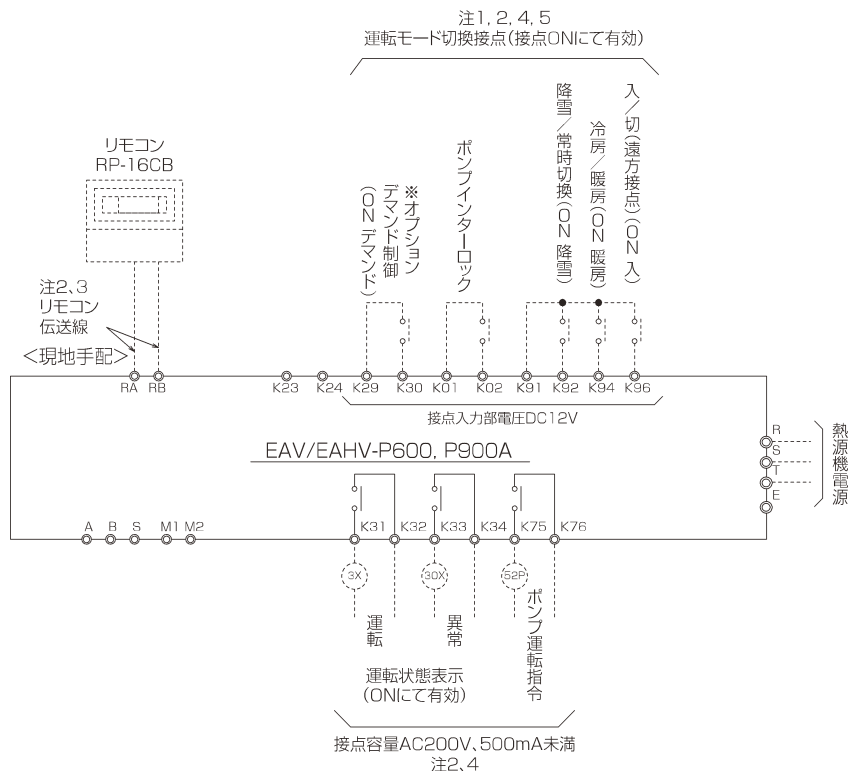 注1, 2, 4, 5
運転モード切換接点(接点ONにて有効)
リモコン
RP-16CB
※オプション
デマンド制御
(ON デマンド)
ポンプインターロック
降雪/常時切換(ON 降雪)
冷房/暖房(ON 暖房)
入/切(遠方接点)(ON 入)
注2、3
リモコン
伝送線
<現地手配>
RA RB K23 K24 K29 K30 K01 K02 K91 K92 K94 K96
接点入力部電圧DC12V
EAV/EAHV-P600, P900A
R
S
T
E
熱源機電源
A B S M1 M2 K31 K32 K33 K34 K75 K76
3X 30X 52P
運転
異常
ポンプ運転指令
運転状態表示
(ONにて有効)
接点容量AC200V、500mA未満
注2、4